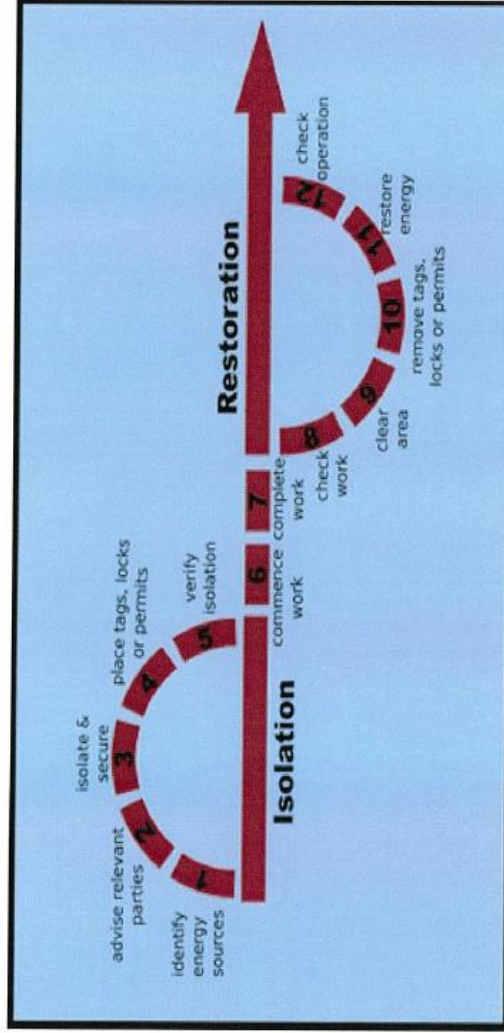 Isolation
1
identify
energy
sources
2
advise relevant
parties
3
isolate &
secure
4
place tags, locks
or permits
5
verify
isolation
6
commence
work
7
complete
work
Restoration
8
check
work
9
clear
area
10
remove tags,
locks or permits
11
restore
energy
12
check
operation